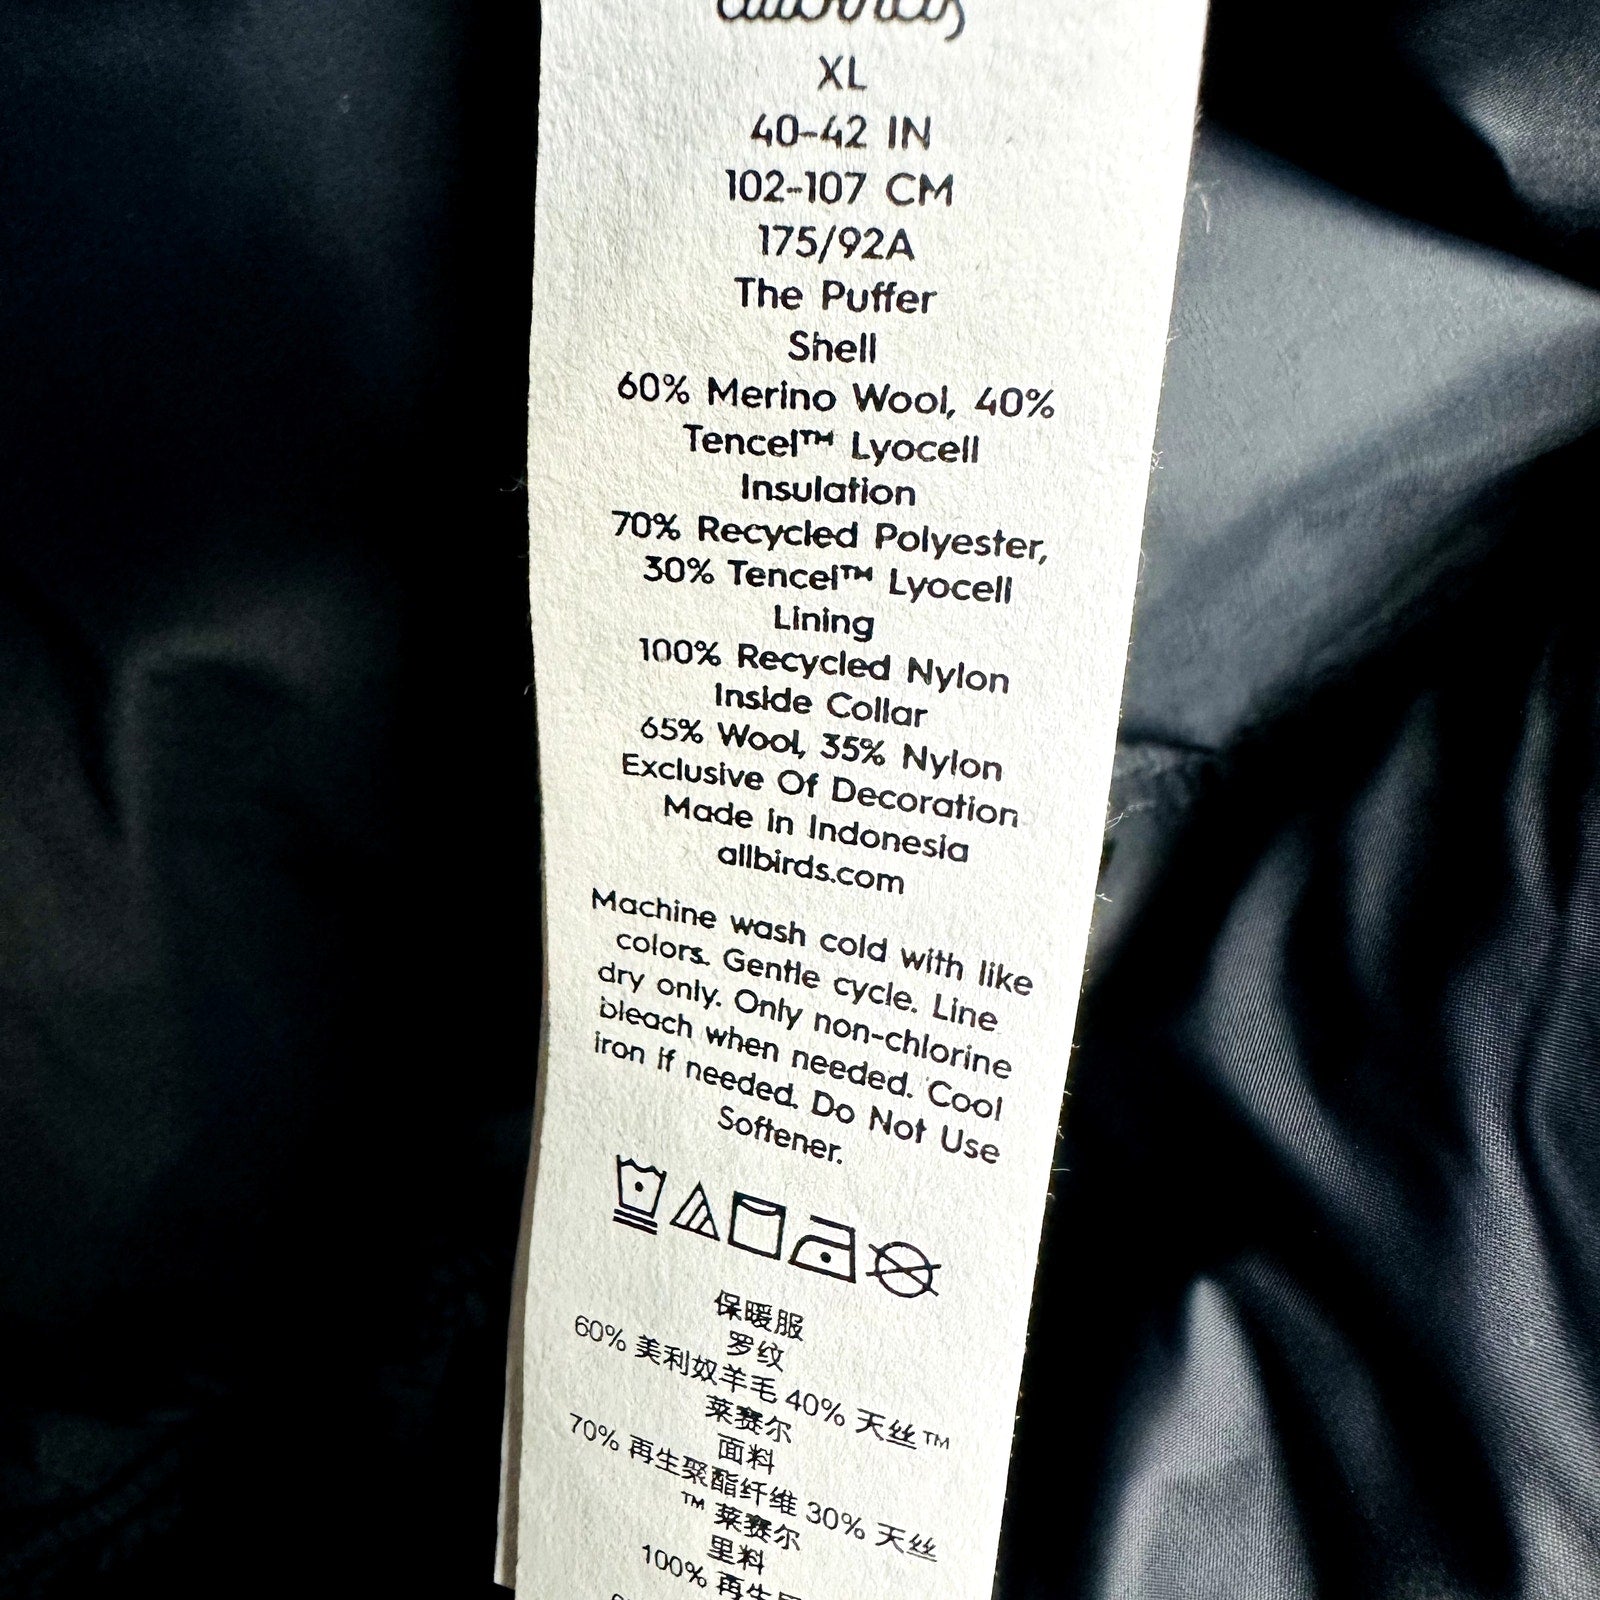 allbirds
XL
40-42 IN
102-107 CM
175/92A
The Puffer
Shell
60% Merino Wool, 40%
Tencel™ Lyocell
Insulation
70% Recycled Polyester,
30% Tencel™ Lyocell
Lining
100% Recycled Nylon
Inside Collar
65% Wool, 35% Nylon
Exclusive Of Decoration
Made in Indonesia
allbirds.com
Machine wash cold with like
colors. Gentle cycle. Line
dry only. Only non-chlorine
bleach when needed. Cool
iron if needed. Do Not Use
Softener.
保暖服
罗纹
60% 美利奴羊毛 40% 天丝™
莱赛尔
面料
70% 再生聚酯纤维 30% 天丝
™ 莱赛尔
里料
100% 再生